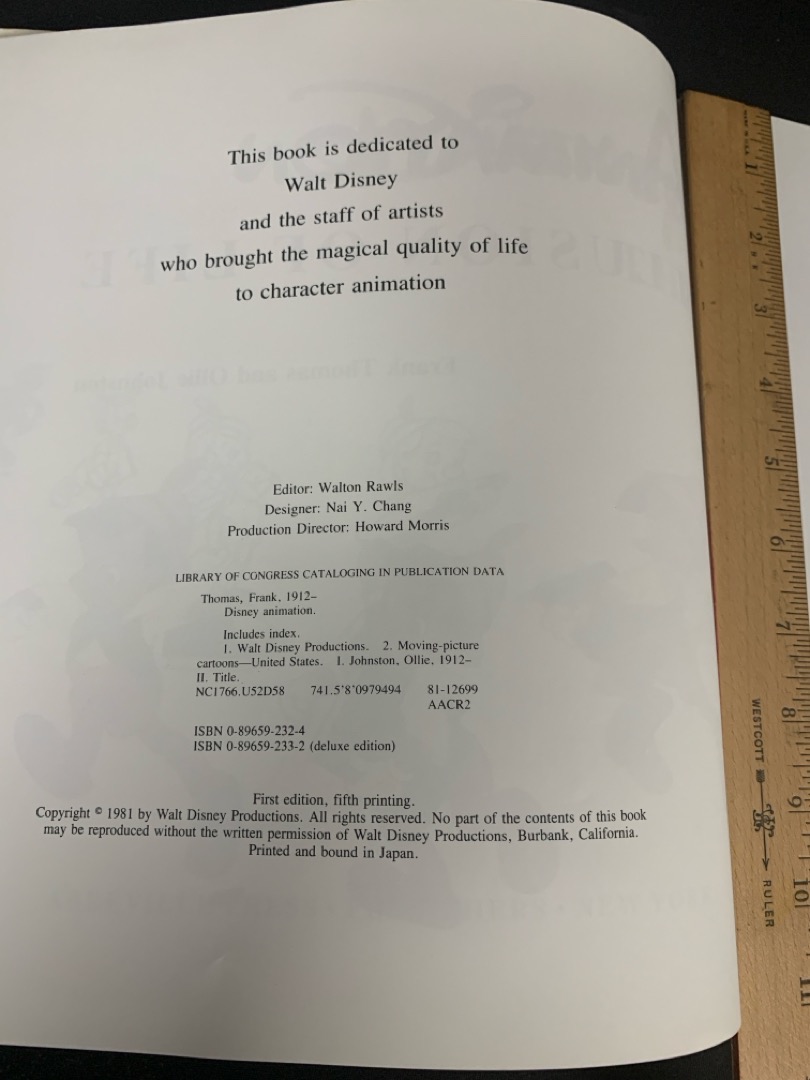 This book is dedicated to
Walt Disney
and the staff of artists
who brought the magical quality of life
to character animation
Editor: Walton Rawls
Designer: Nai Y. Chang
Production Director: Howard Morris
LIBRARY OF CONGRESS CATALOGING IN PUBLICATION DATA
Thomas, Frank, 1912–
Disney animation.
Includes index.
1. Walt Disney Productions. 2. Moving-picture
cartoons—United States. I. Johnston, Ollie, 1912–
II. Title.
NC1766.U52D58 741.5'8'0979494 81-12699
AACR2
ISBN 0-89659-232-4
ISBN 0-89659-233-2 (deluxe edition)
First edition, fifth printing.
Copyright © 1981 by Walt Disney Productions. All rights reserved. No part of the contents of this book
may be reproduced without the written permission of Walt Disney Productions, Burbank, California.
Printed and bound in Japan.
1 2 3 4 5 6 7 8 9 10 11
WESTCOTT RULER